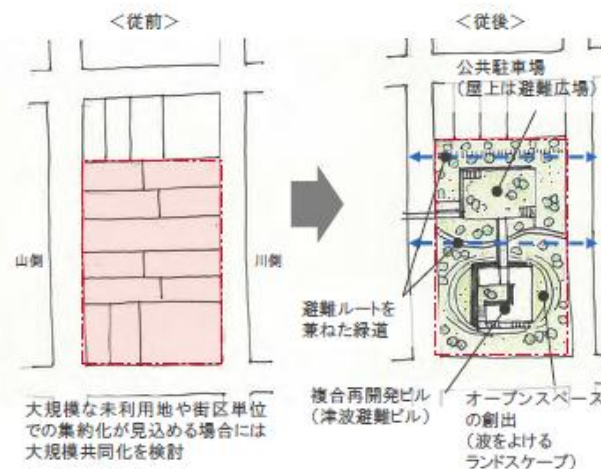 ＜従前＞
＜従後＞
公共駐車場
（屋上は避難広場）
山側
川側
避難ルートを
兼ねた緑道
大規模な未利用地や街区単位
での集約化が見込める場合には
大規模共同化を検討
複合再開発ビル
（津波避難ビル）
オープンスペース
の創出
（波をよける
ランドスケープ）